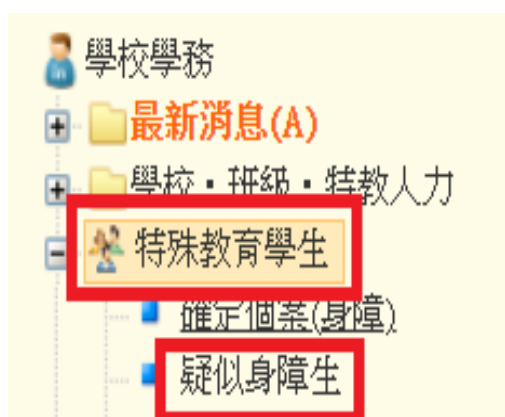 學校學務
最新消息(A)
學校・班級・特教人力
特殊教育學生
確定個案(身障)
疑似身障生